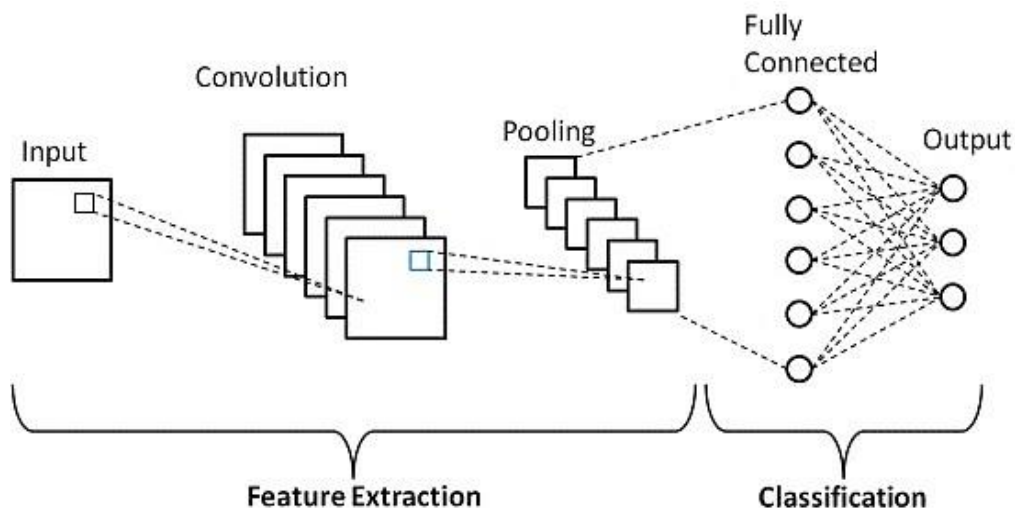 Input
Convolution
Pooling
Fully
Connected
Output
Feature Extraction
Classification